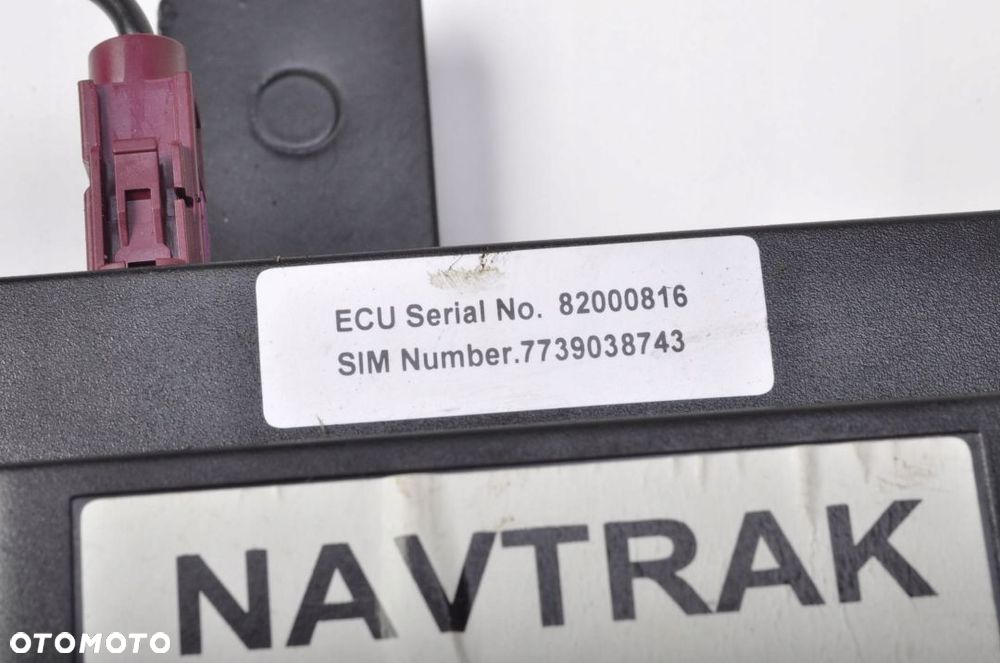 ECU Serial No. 82000816
SIM Number.7739038743
NAVTRAK
OTOMOTO